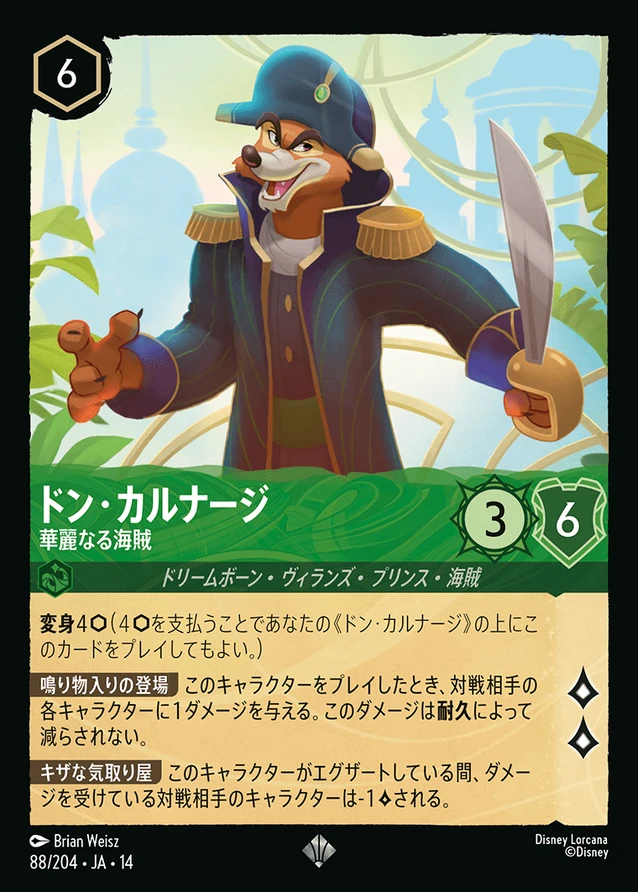 6
ドン・カルナージ
華麗なる海賊
3
6
ドリームボーン・ヴィランズ・プリンス・海賊
変身4⬡(4⬡を支払うことであなたの《ドン・カルナージ》の上にこ
のカードをプレイしてもよい。)
鳴り物入りの登場 このキャラクターをプレイしたとき、対戦相手の
各キャラクターに1ダメージを与える。このダメージは耐久によって
減らされない。
キザな気取り屋 このキャラクターがエグザートしている間、ダメー
ジを受けている対戦相手のキャラクターは-1◊される。
Brian Weisz
88/204・JA・14
Disney Lorcana
©Disney